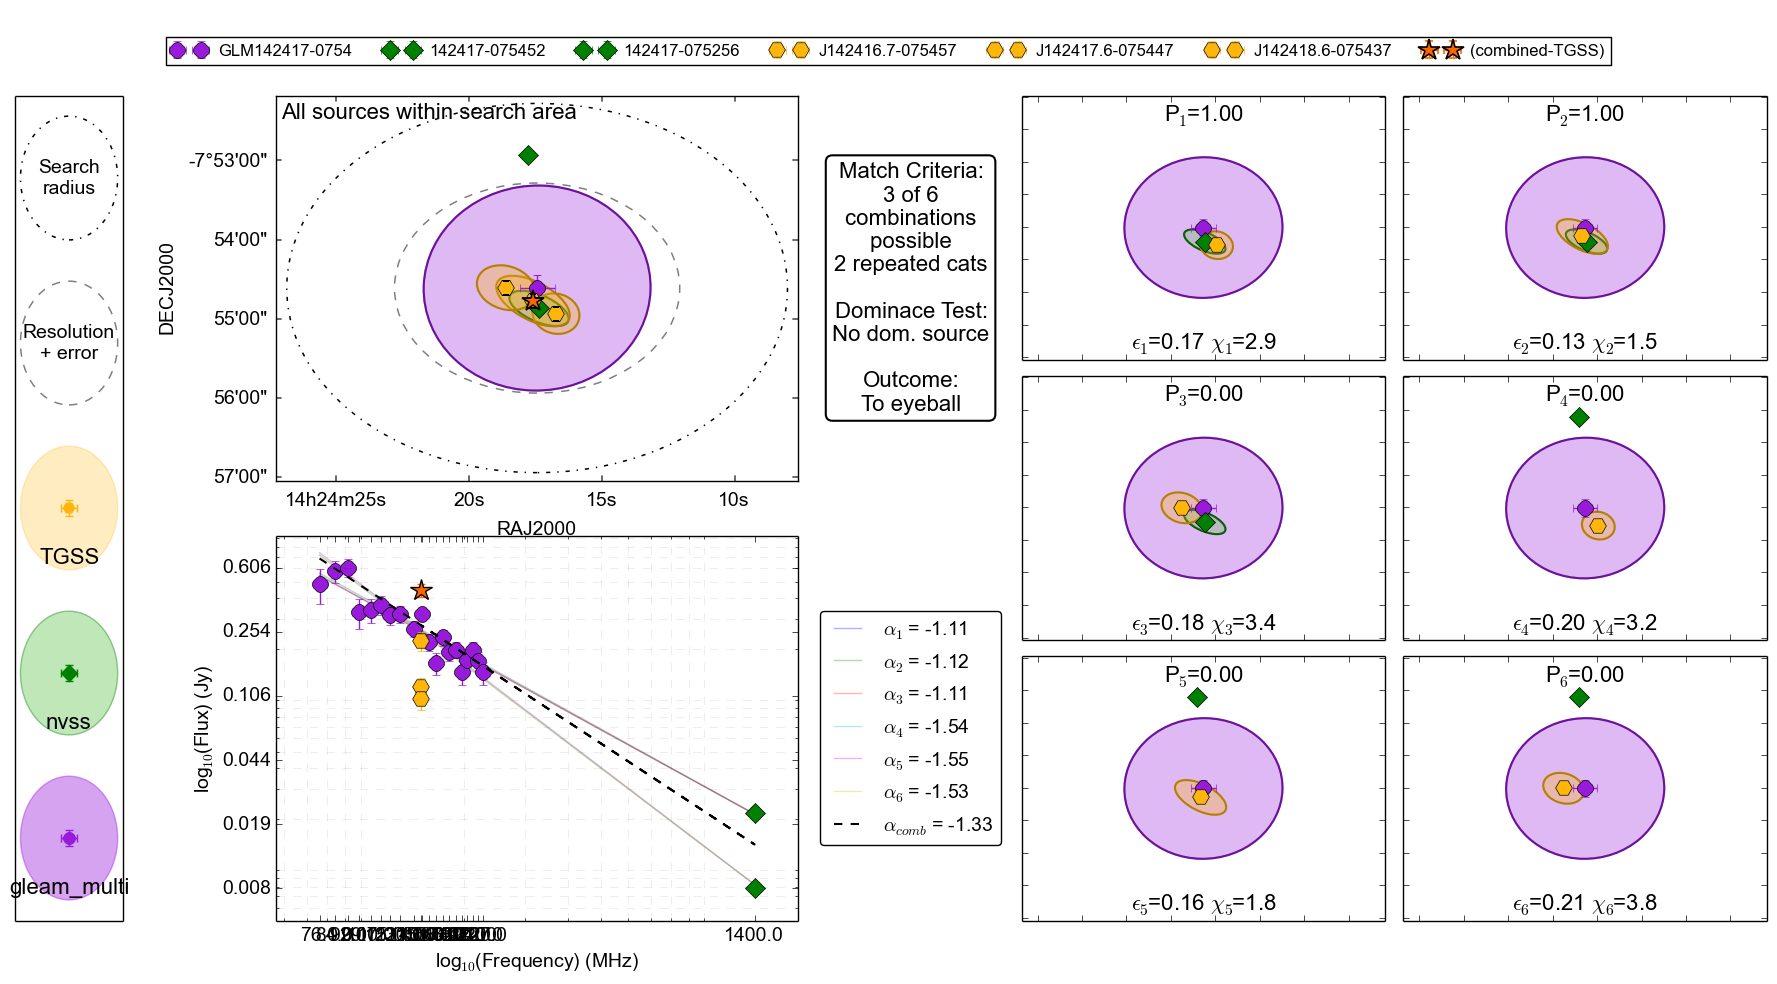 GLM142417-0754 142417-075452 142417-075256 J142416.7-075457 J142417.6-075447 J142418.6-075437 (combined-TGSS)
Search
radius
Resolution
+ error
TGSS
nvss
gleam_multi
All sources within search area
DECJ2000
-7°53'00"
54'00"
55'00"
56'00"
57'00"
14h24m25s 20s 15s 10s
RAJ2000
log10(Flux) (Jy)
0.606
0.254
0.106
0.044
0.019
0.008
1400.0
log10(Frequency) (MHz)
Match Criteria:
3 of 6
combinations
possible
2 repeated cats
Dominace Test:
No dom. source
Outcome:
To eyeball
α1 = -1.11
α2 = -1.12
α3 = -1.11
α4 = -1.54
α5 = -1.55
α6 = -1.53
αcomb = -1.33
P1=1.00
ϵ1=0.17 χ1=2.9
P2=1.00
ϵ2=0.13 χ2=1.5
P3=0.00
ϵ3=0.18 χ3=3.4
P4=0.00
ϵ4=0.20 χ4=3.2
P5=0.00
ϵ5=0.16 χ5=1.8
P6=0.00
ϵ6=0.21 χ6=3.8